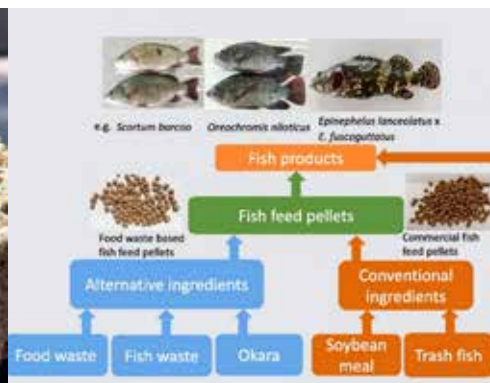 e.g. Scortum barcoo
Oreochromis niloticus
Epinephelus lanceolatus x
E. fuscoguttatus
Fish products
Food waste based
fish feed pellets
Fish feed pellets
Commercial fish
feed pellets
Alternative ingredients
Conventional
ingredients
Food waste
Fish waste
Okara
Soybean
meal
Trash fish